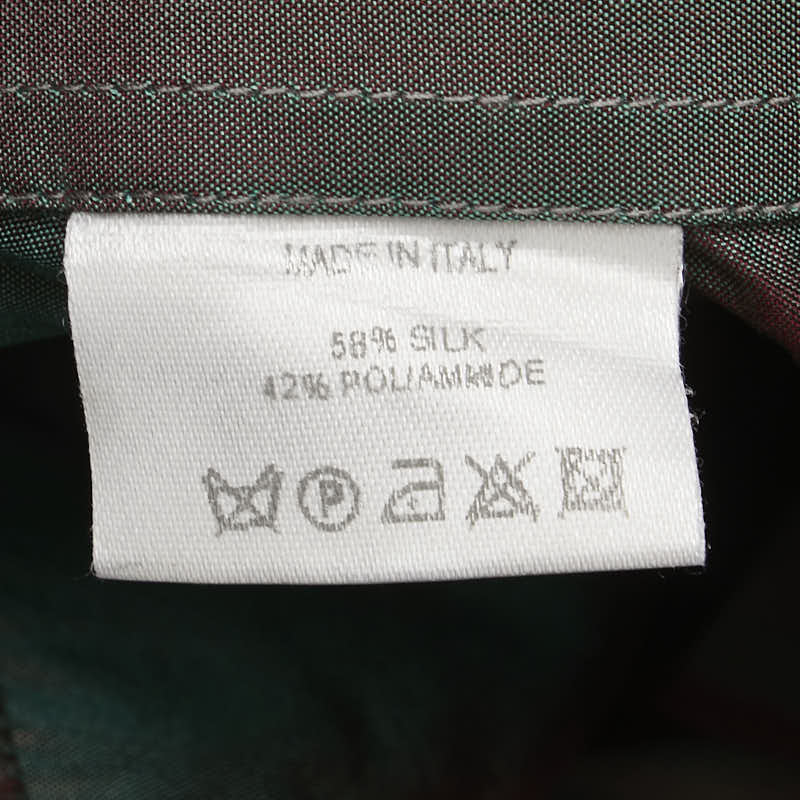 MADE IN ITALY
58% SILK
42% POLIAMMIDE
P